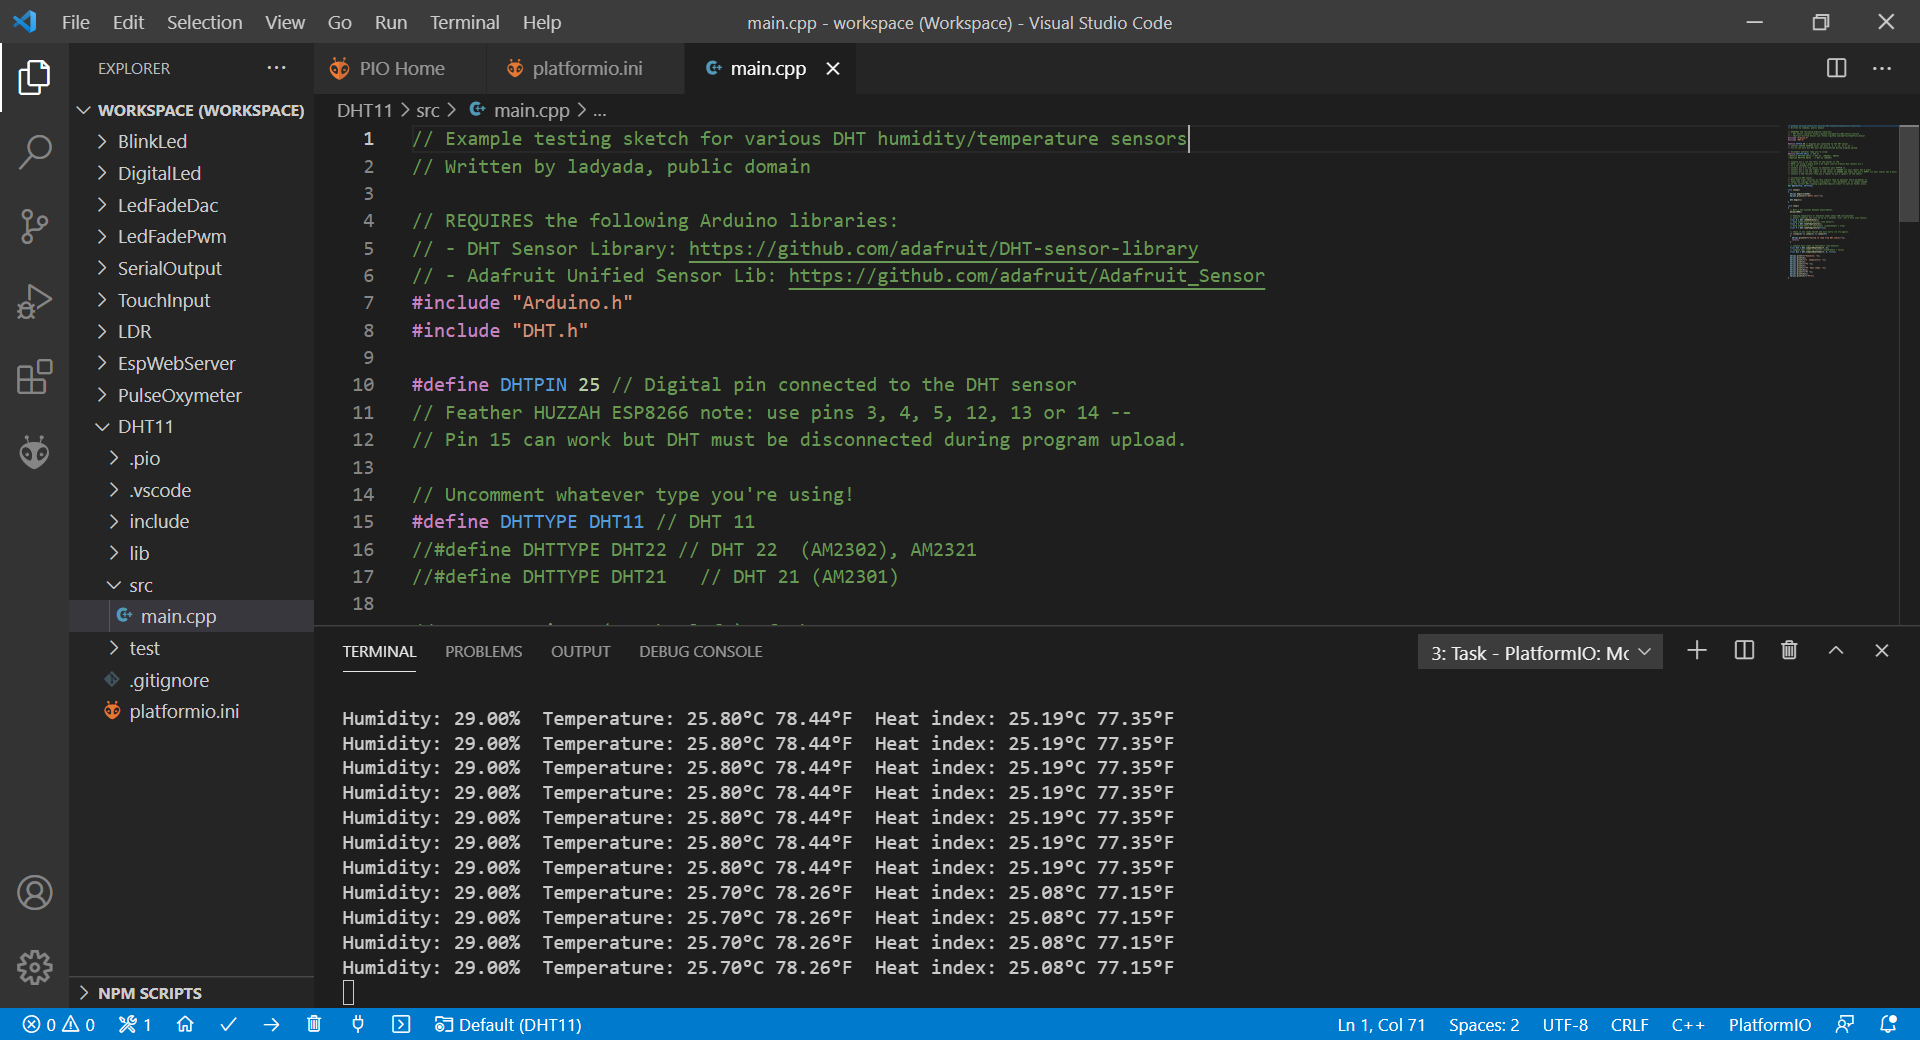 File Edit Selection View Go Run Terminal Help
main.cpp - workspace (Workspace) - Visual Studio Code
EXPLORER
PIO Home
platformio.ini
main.cpp
WORKSPACE (WORKSPACE)
BlinkLed
DigitalLed
LedFadeDac
LedFadePwm
SerialOutput
TouchInput
LDR
EspWebServer
PulseOxymeter
DHT11
.pio
.vscode
include
lib
src
main.cpp
test
.gitignore
platformio.ini
NPM SCRIPTS
DHT11 > src > main.cpp > ...
1 // Example testing sketch for various DHT humidity/temperature sensors
2 // Written by ladyada, public domain
3
4 // REQUIRES the following Arduino libraries:
5 // - DHT Sensor Library: https://github.com/adafruit/DHT-sensor-library
6 // - Adafruit Unified Sensor Lib: https://github.com/adafruit/Adafruit_Sensor
7 #include "Arduino.h"
8 #include "DHT.h"
9
10 #define DHTPIN 25 // Digital pin connected to the DHT sensor
11 // Feather HUZZAH ESP8266 note: use pins 3, 4, 5, 12, 13 or 14 --
12 // Pin 15 can work but DHT must be disconnected during program upload.
13
14 // Uncomment whatever type you're using!
15 #define DHTTYPE DHT11 // DHT 11
16 //#define DHTTYPE DHT22 // DHT 22  (AM2302), AM2321
17 //#define DHTTYPE DHT21   // DHT 21 (AM2301)
18
TERMINAL PROBLEMS OUTPUT DEBUG CONSOLE
3: Task - PlatformIO: Mc
Humidity: 29.00%  Temperature: 25.80°C 78.44°F  Heat index: 25.19°C 77.35°F
Humidity: 29.00%  Temperature: 25.80°C 78.44°F  Heat index: 25.19°C 77.35°F
Humidity: 29.00%  Temperature: 25.80°C 78.44°F  Heat index: 25.19°C 77.35°F
Humidity: 29.00%  Temperature: 25.80°C 78.44°F  Heat index: 25.19°C 77.35°F
Humidity: 29.00%  Temperature: 25.80°C 78.44°F  Heat index: 25.19°C 77.35°F
Humidity: 29.00%  Temperature: 25.80°C 78.44°F  Heat index: 25.19°C 77.35°F
Humidity: 29.00%  Temperature: 25.80°C 78.44°F  Heat index: 25.19°C 77.35°F
Humidity: 29.00%  Temperature: 25.70°C 78.26°F  Heat index: 25.08°C 77.15°F
Humidity: 29.00%  Temperature: 25.70°C 78.26°F  Heat index: 25.08°C 77.15°F
Humidity: 29.00%  Temperature: 25.70°C 78.26°F  Heat index: 25.08°C 77.15°F
Humidity: 29.00%  Temperature: 25.70°C 78.26°F  Heat index: 25.08°C 77.15°F
0 0 1 Default (DHT11)
Ln 1, Col 71 Spaces: 2 UTF-8 CRLF C++ PlatformIO